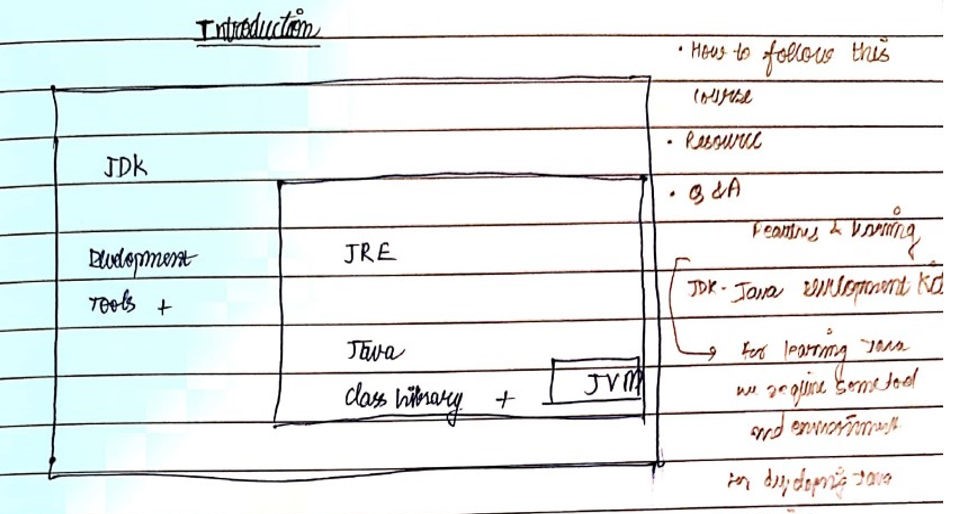 Introduction
JDK
Development
Tools +
JRE
Java
Class Library +
JVM
• How to follow this
course
• Resource
• Q & A
Features &
JDK - Java Development Kit
For learning Java
we require some tool
and environment
for developing Java